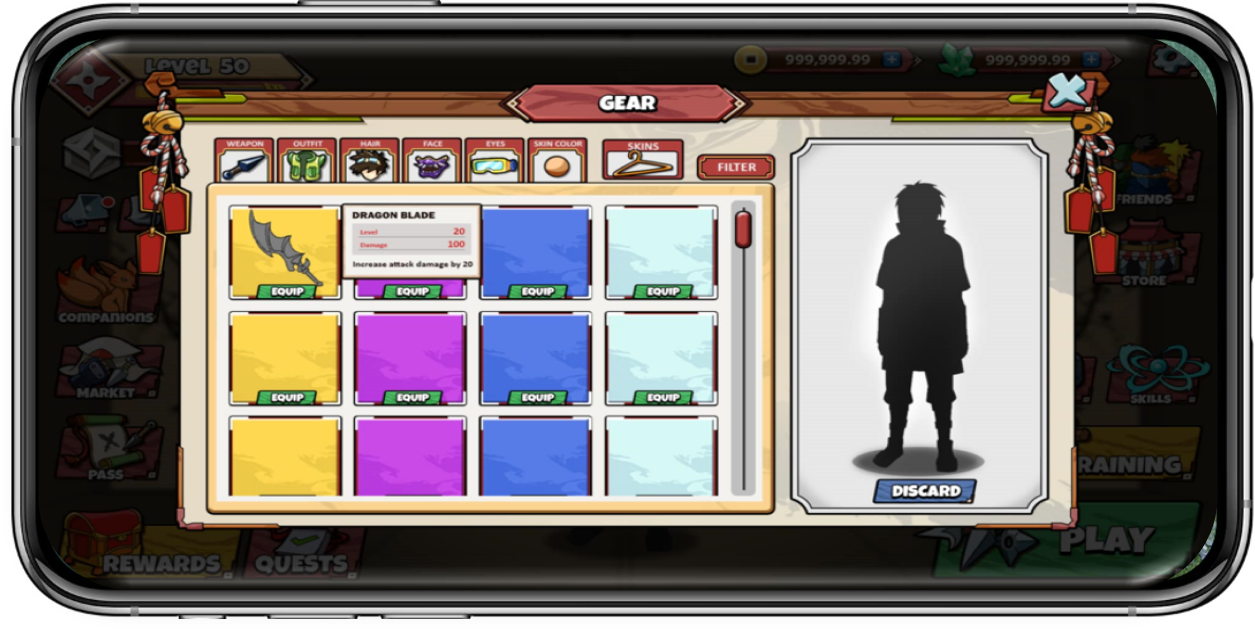 LEVEL 50
999,999.99
999,999.99
GEAR
WEAPON
OUTFIT
HAIR
FACE
EYES
SKIN COLOR
SKINS
FILTER
DRAGON BLADE
Level 20
Damage 100
Increase attack damage by 20
EQUIP
EQUIP
EQUIP
EQUIP
EQUIP
EQUIP
EQUIP
EQUIP
DISCARD
COMPANIONS
MARKET
PASS
REWARDS
QUESTS
FRIENDS
STORE
SKILLS
RAINING
PLAY